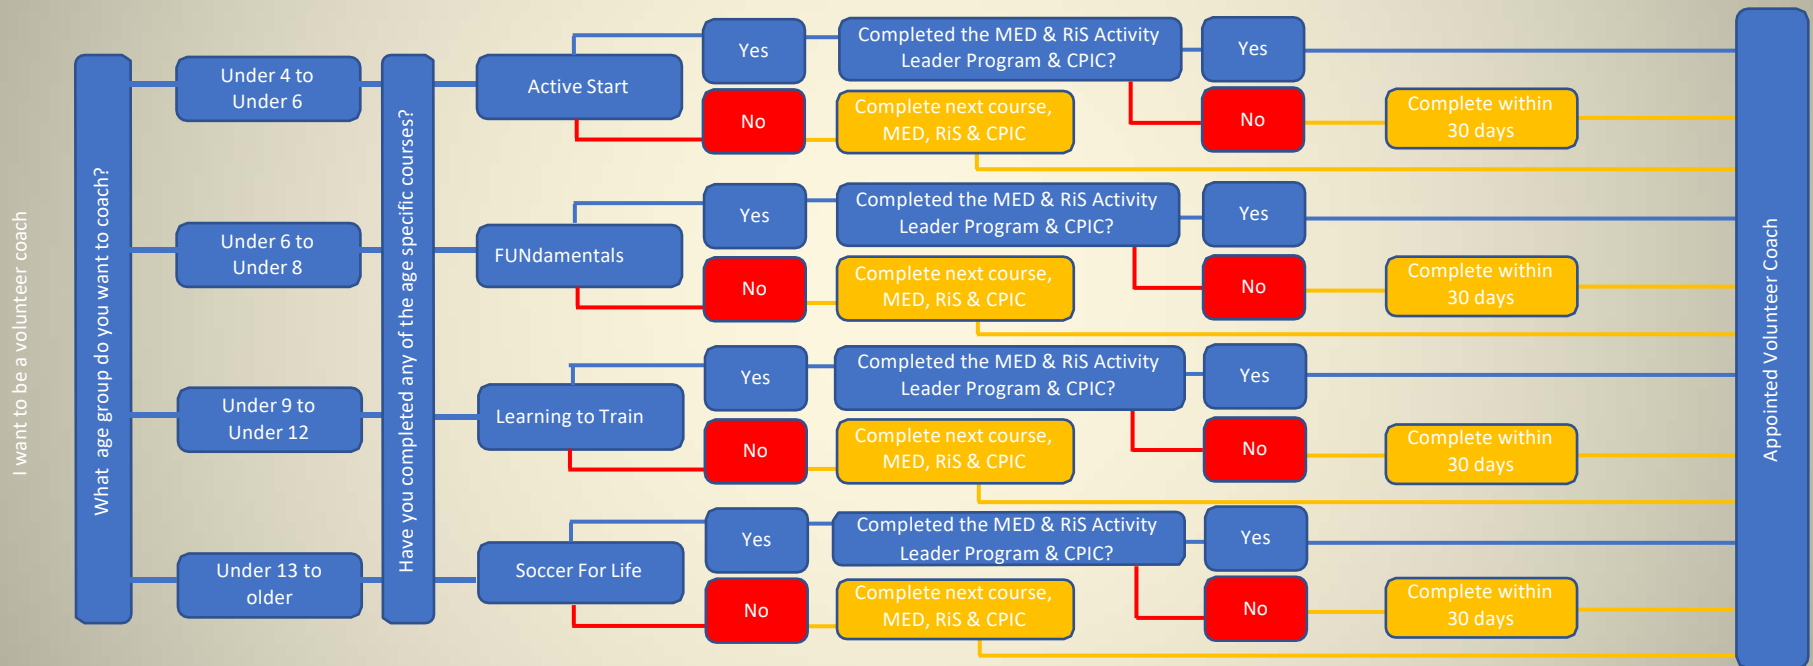 I want to be a volunteer coach
What age group do you want to coach?
Under 4 to
Under 6
Under 6 to
Under 8
Under 9 to
Under 12
Under 13 to
older
Have you completed any of the age specific courses?
Active Start
Yes
Completed the MED & RiS Activity
Leader Program & CPIC?
Yes
No
Complete next course,
MED, RiS & CPIC
No
Complete within
30 days
FUNdamentals
Yes
Completed the MED & RiS Activity
Leader Program & CPIC?
Yes
No
Complete next course,
MED, RiS & CPIC
No
Complete within
30 days
Learning to Train
Yes
Completed the MED & RiS Activity
Leader Program & CPIC?
Yes
No
Complete next course,
MED, RiS & CPIC
No
Complete within
30 days
Soccer For Life
Yes
Completed the MED & RiS Activity
Leader Program & CPIC?
Yes
No
Complete next course,
MED, RiS & CPIC
No
Complete within
30 days
Appointed Volunteer Coach